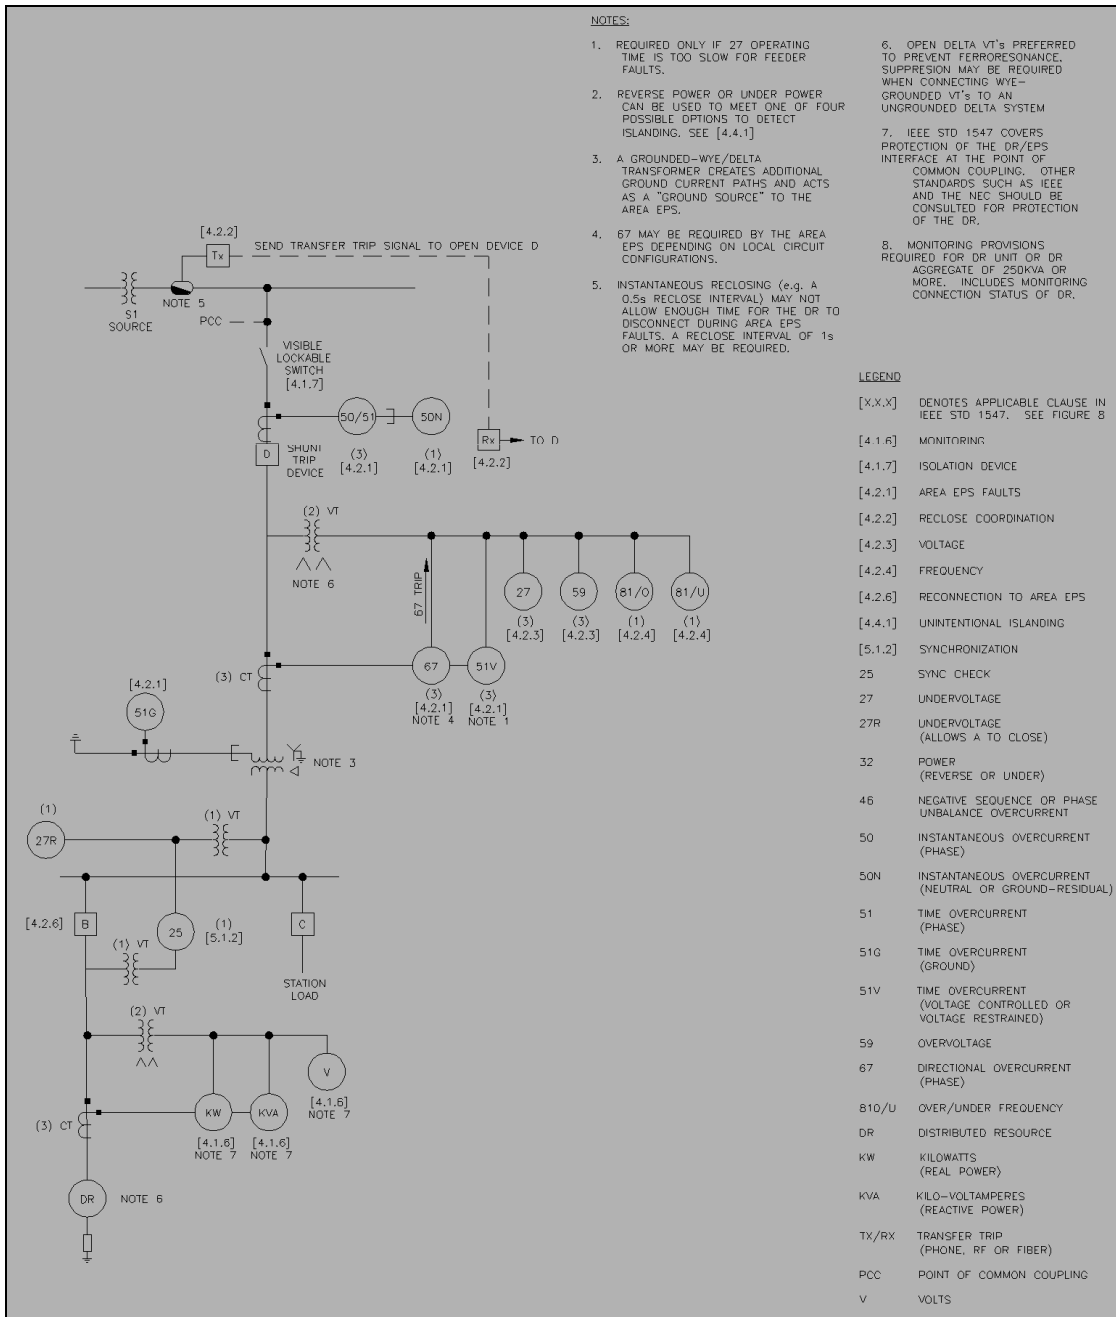 NOTES:
1. REQUIRED ONLY IF 27 OPERATING
TIME IS TOO SLOW FOR FEEDER
FAULTS.
2. REVERSE POWER OR UNDER POWER
CAN BE USED TO MEET ONE OF FOUR
POSSIBLE OPTIONS TO DETECT
ISLANDING. SEE [4.4.1]
3. A GROUNDED-WYE/DELTA
TRANSFORMER CREATES ADDITIONAL
GROUND CURRENT PATHS AND ACTS
AS A "GROUND SOURCE" TO THE
AREA EPS.
4. 67 MAY BE REQUIRED BY THE AREA
EPS DEPENDING ON LOCAL CIRCUIT
CONFIGURATIONS.
5. INSTANTANEOUS RECLOSING (e.g. A
0.5s RECLOSE INTERVAL) MAY NOT
ALLOW ENOUGH TIME FOR THE DR TO
DISCONNECT DURING AREA EPS
FAULTS. A RECLOSE INTERVAL OF 1s
OR MORE MAY BE REQUIRED.
6. OPEN DELTA VT's PREFERRED
TO PREVENT FERRORESONANCE.
SUPPRESION MAY BE REQUIRED
WHEN CONNECTING WYE-
GROUNDED VT's TO AN
UNGROUNDED DELTA SYSTEM
7. IEEE STD 1547 COVERS
PROTECTION OF THE DR/EPS
INTERFACE AT THE POINT OF
COMMON COUPLING. OTHER
STANDARDS SUCH AS IEEE
AND THE NEC SHOULD BE
CONSULTED FOR PROTECTION
OF THE DR.
8. MONITORING PROVISIONS
REQUIRED FOR DR UNIT OR DR
AGGREGATE OF 250KVA OR
MORE. INCLUDES MONITORING
CONNECTION STATUS OF DR.
[4.2.2]
Tx
SEND TRANSFER TRIP SIGNAL TO OPEN DEVICE D
S1
SOURCE
NOTE 5
PCC
VISIBLE
LOCKABLE
SWITCH
[4.1.7]
50/51
50N
(3)
[4.2.1]
(1)
[4.2.1]
D
SHUNT
TRIP
DEVICE
Rx
TO D
[4.2.2]
(2) VT
NOTE 6
67 TRIP
27
59
81/O
81/U
(3)
[4.2.3]
(3)
[4.2.3]
(1)
[4.2.4]
(1)
[4.2.4]
(3) CT
67
51V
(3)
[4.2.1]
NOTE 4
(3)
[4.2.1]
NOTE 1
[4.2.1]
51G
NOTE 3
(1)
27R
(1) VT
[4.2.6]
B
25
(1)
[5.1.2]
C
(1) VT
STATION
LOAD
(2) VT
V
[4.1.6]
NOTE 7
(3) CT
KW
KVA
[4.1.6]
NOTE 7
[4.1.6]
NOTE 7
DR
NOTE 6
LEGEND
[X.X.X] DENOTES APPLICABLE CLAUSE IN
IEEE STD 1547. SEE FIGURE 8
[4.1.6] MONITORING
[4.1.7] ISOLATION DEVICE
[4.2.1] AREA EPS FAULTS
[4.2.2] RECLOSE COORDINATION
[4.2.3] VOLTAGE
[4.2.4] FREQUENCY
[4.2.6] RECONNECTION TO AREA EPS
[4.4.1] UNINTENTIONAL ISLANDING
[5.1.2] SYNCHRONIZATION
25 SYNC CHECK
27 UNDERVOLTAGE
27R UNDERVOLTAGE
(ALLOWS A TO CLOSE)
32 POWER
(REVERSE OR UNDER)
46 NEGATIVE SEQUENCE OR PHASE
UNBALANCE OVERCURRENT
50 INSTANTANEOUS OVERCURRENT
(PHASE)
50N INSTANTANEOUS OVERCURRENT
(NEUTRAL OR GROUND-RESIDUAL)
51 TIME OVERCURRENT
(PHASE)
51G TIME OVERCURRENT
(GROUND)
51V TIME OVERCURRENT
(VOLTAGE CONTROLLED OR
VOLTAGE RESTRAINED)
59 OVERVOLTAGE
67 DIRECTIONAL OVERCURRENT
(PHASE)
81O/U OVER/UNDER FREQUENCY
DR DISTRIBUTED RESOURCE
KW KILOWATTS
(REAL POWER)
KVA KILO-VOLTAMPERES
(REACTIVE POWER)
TX/RX TRANSFER TRIP
(PHONE, RF OR FIBER)
PCC POINT OF COMMON COUPLING
V VOLTS